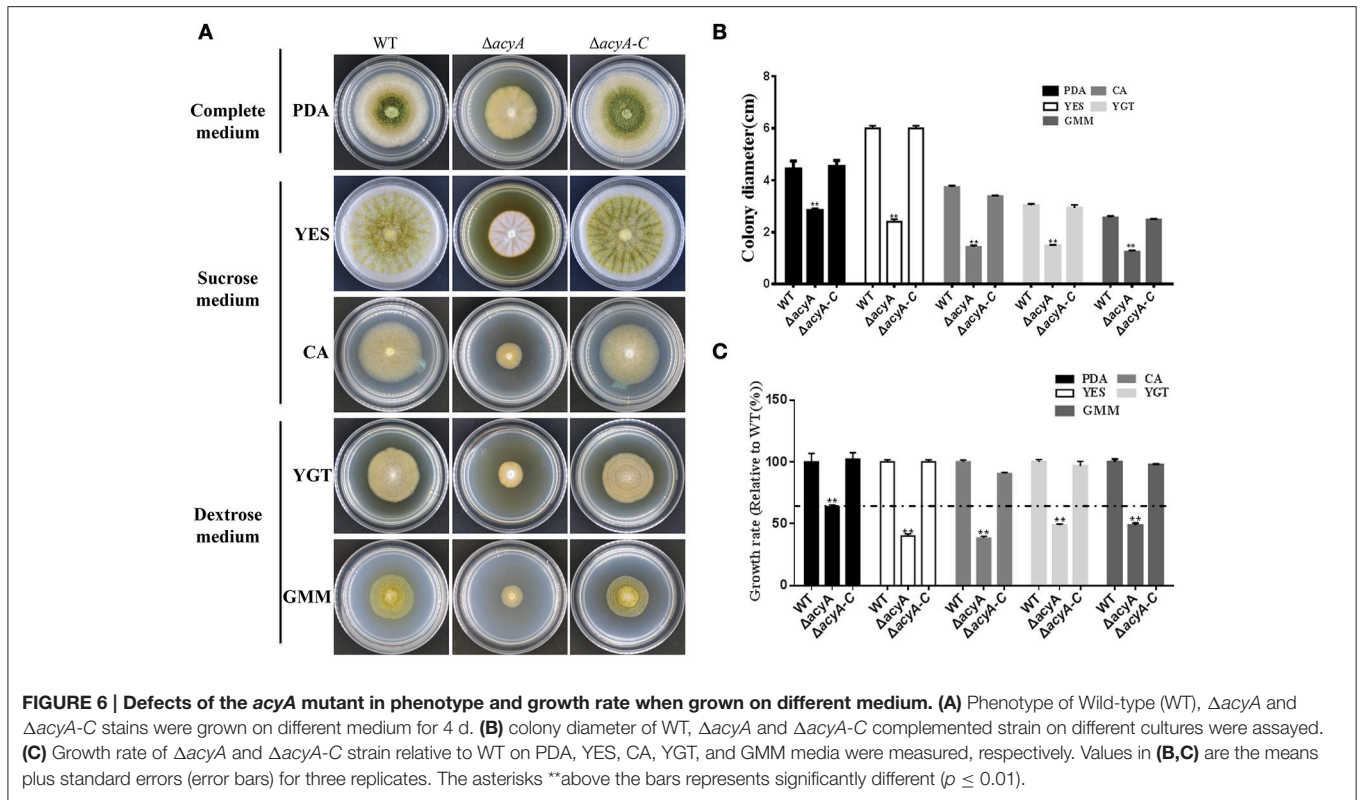 A
WT ΔacyA ΔacyA-C
Complete
medium
PDA
Sucrose
medium
YES
CA
Dextrose
medium
YGT
GMM
B
Colony diameter(cm)
8
6
4
2
0
PDA CA
YES YGT
GMM
** ** ** ** **
WT ΔacyA ΔacyA-C WT ΔacyA ΔacyA-C WT ΔacyA ΔacyA-C WT ΔacyA ΔacyA-C WT ΔacyA ΔacyA-C
C
Growth rate (Relative to WT(%))
150
100
50
0
PDA CA
YES YGT
GMM
** ** ** ** **
WT ΔacyA ΔacyA-C WT ΔacyA ΔacyA-C WT ΔacyA ΔacyA-C WT ΔacyA ΔacyA-C WT ΔacyA ΔacyA-C
FIGURE 6 | Defects of the acyA mutant in phenotype and growth rate when grown on different medium. (A) Phenotype of Wild-type (WT), ΔacyA and
ΔacyA-C stains were grown on different medium for 4 d. (B) colony diameter of WT, ΔacyA and ΔacyA-C complemented strain on different cultures were assayed.
(C) Growth rate of ΔacyA and ΔacyA-C strain relative to WT on PDA, YES, CA, YGT, and GMM media were measured, respectively. Values in (B,C) are the means
plus standard errors (error bars) for three replicates. The asterisks **above the bars represents significantly different (p ≤ 0.01).